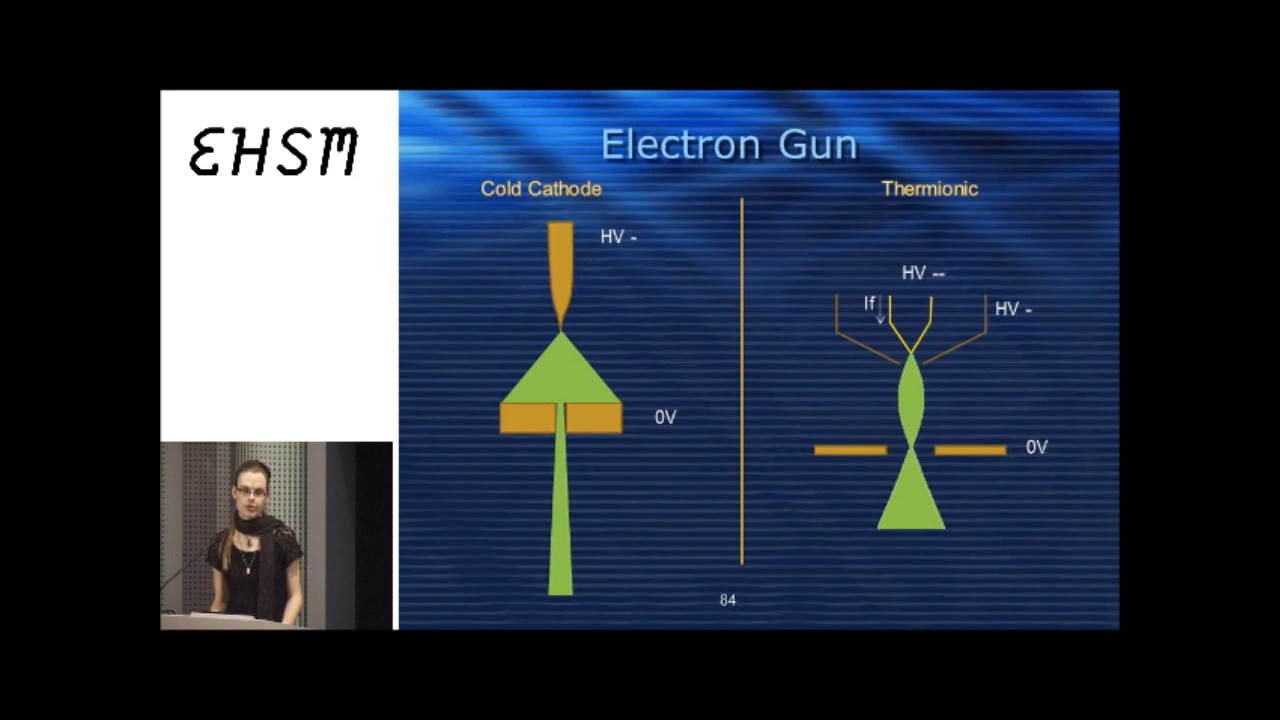 EHSM
Electron Gun
Cold Cathode
Thermionic
HV -
HV --
If
HV -
0V
0V
84